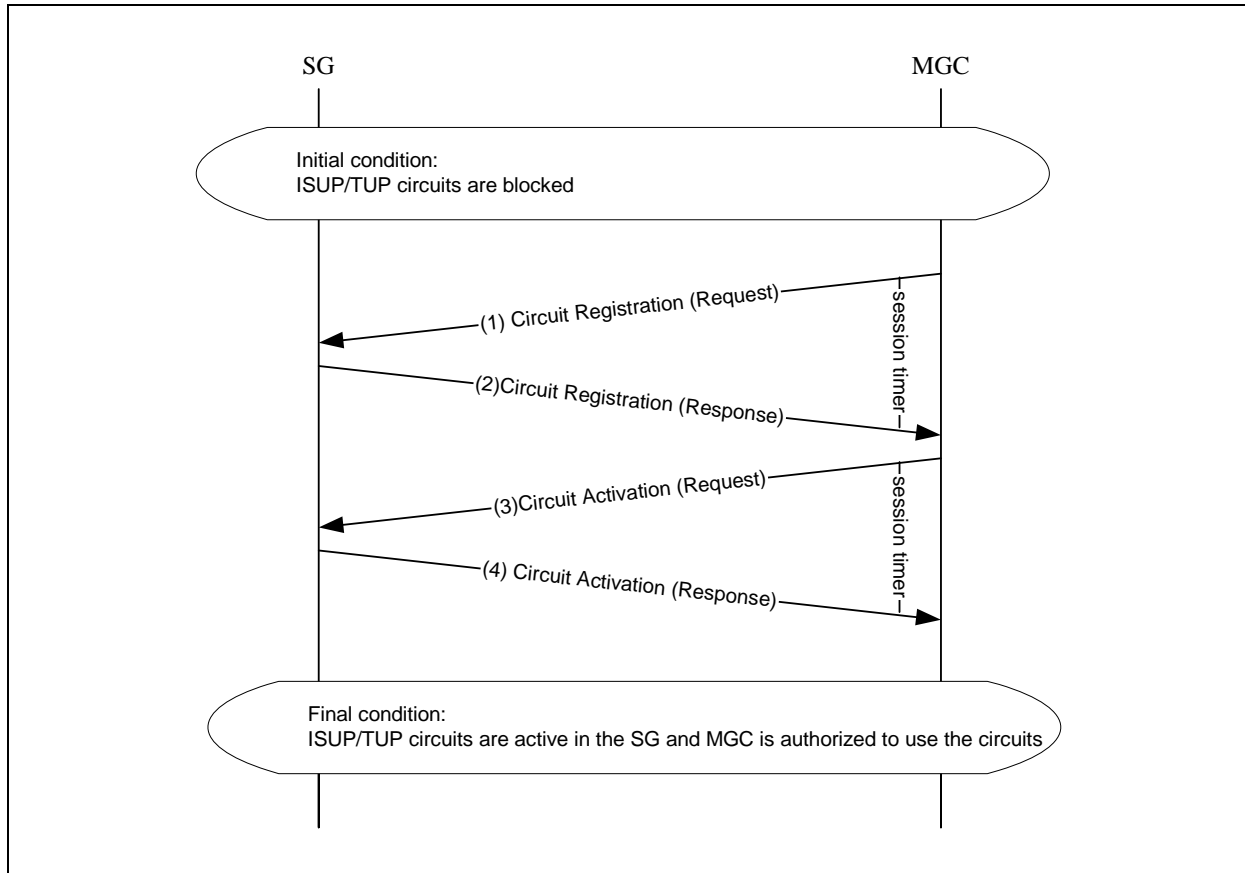 SG
MGC
Initial condition:
ISUP/TUP circuits are blocked
(1) Circuit Registration (Request)
session timer
(2)Circuit Registration (Response)
(3)Circuit Activation (Request)
session timer
(4) Circuit Activation (Response)
Final condition:
ISUP/TUP circuits are active in the SG and MGC is authorized to use the circuits